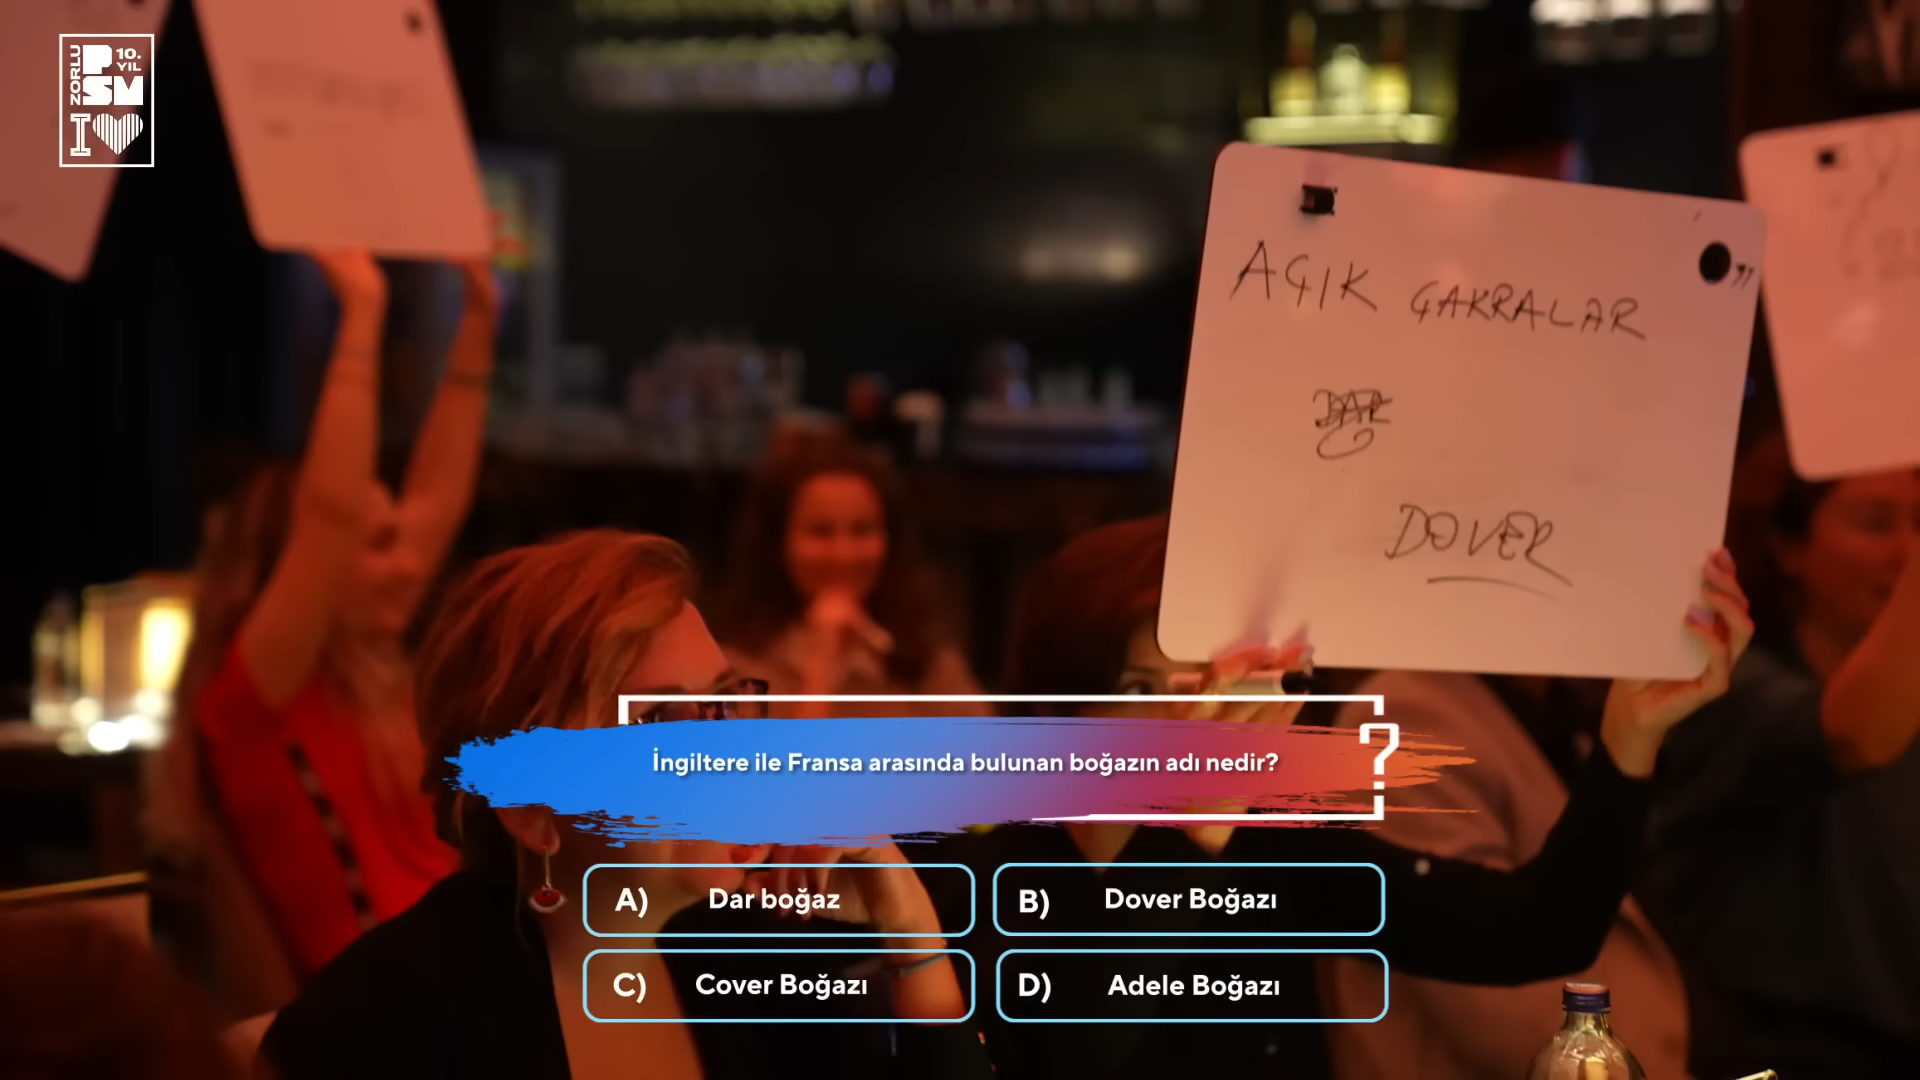 ZORLU
PSM
10.
YIL
I
AÇIK ÇAKRALAR
DOVER
İngiltere ile Fransa arasında bulunan boğazın adı nedir?
?
A) Dar boğaz
B) Dover Boğazı
C) Cover Boğazı
D) Adele Boğazı